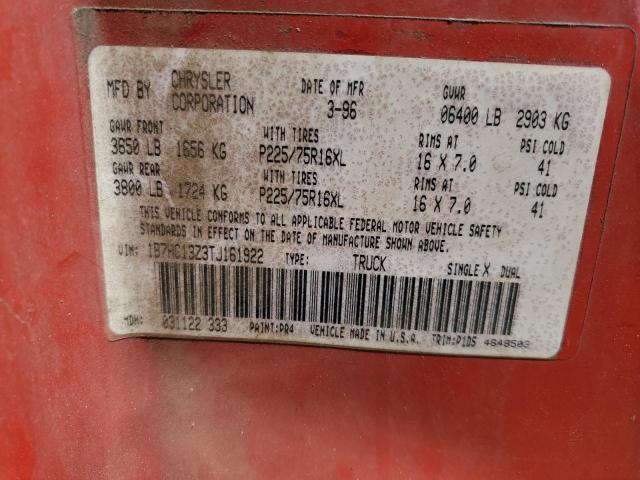 MFD BY CHRYSLER CORPORATION DATE OF MFR 3-96 GVWR 06400 LB 2903 KG
GAWR FRONT WITH TIRES RIMS AT PSI COLD
3650 LB 1656 KG P225/75R16XL 16 X 7.0 41
GAWR REAR WITH TIRES RIMS AT PSI COLD
3800 LB 1724 KG P225/75R16XL 16 X 7.0 41
THIS VEHICLE CONFORMS TO ALL APPLICABLE FEDERAL MOTOR VEHICLE SAFETY
STANDARDS IN EFFECT ON THE DATE OF MANUFACTURE SHOWN ABOVE.
VIN: 1B7HC13Z3TJ161922 TYPE: TRUCK SINGLE X DUAL
MDH: 031122 333 PAINT:PR4 VEHICLE MADE IN U.S.A. TRIM:P1D5 4648503